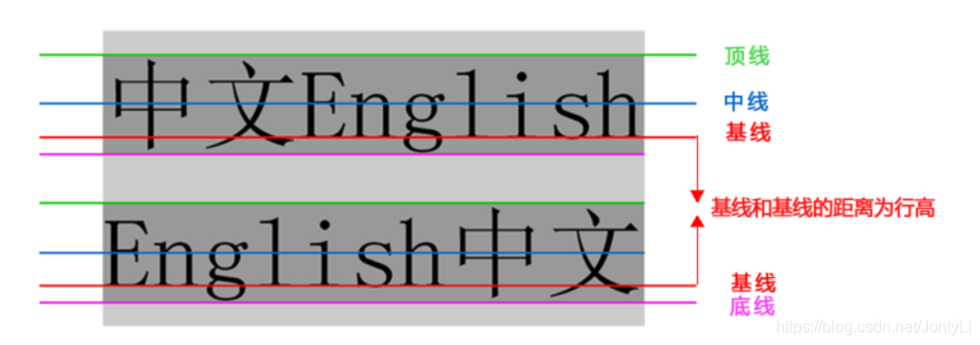 顶线
中文English
中线
基线
基线和基线的距离为行高
English中文
基线
底线
https://blog.csdn.net/JontyLi